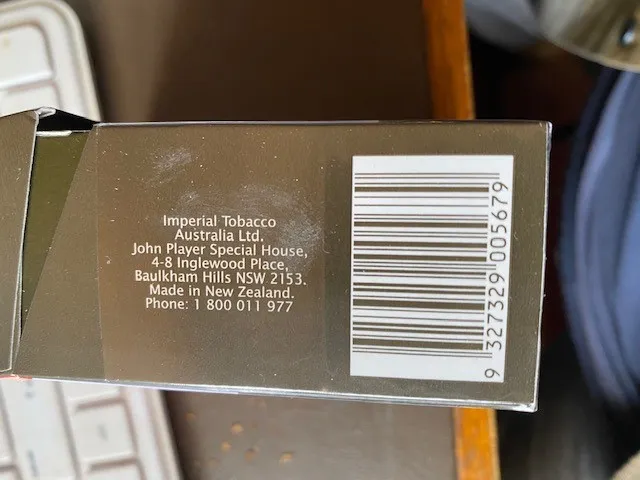 Imperial Tobacco
Australia Ltd.
John Player Special House,
4-8 Inglewood Place,
Baulkham Hills NSW 2153.
Made in New Zealand.
Phone: 1 800 011 977
9 327329 005679